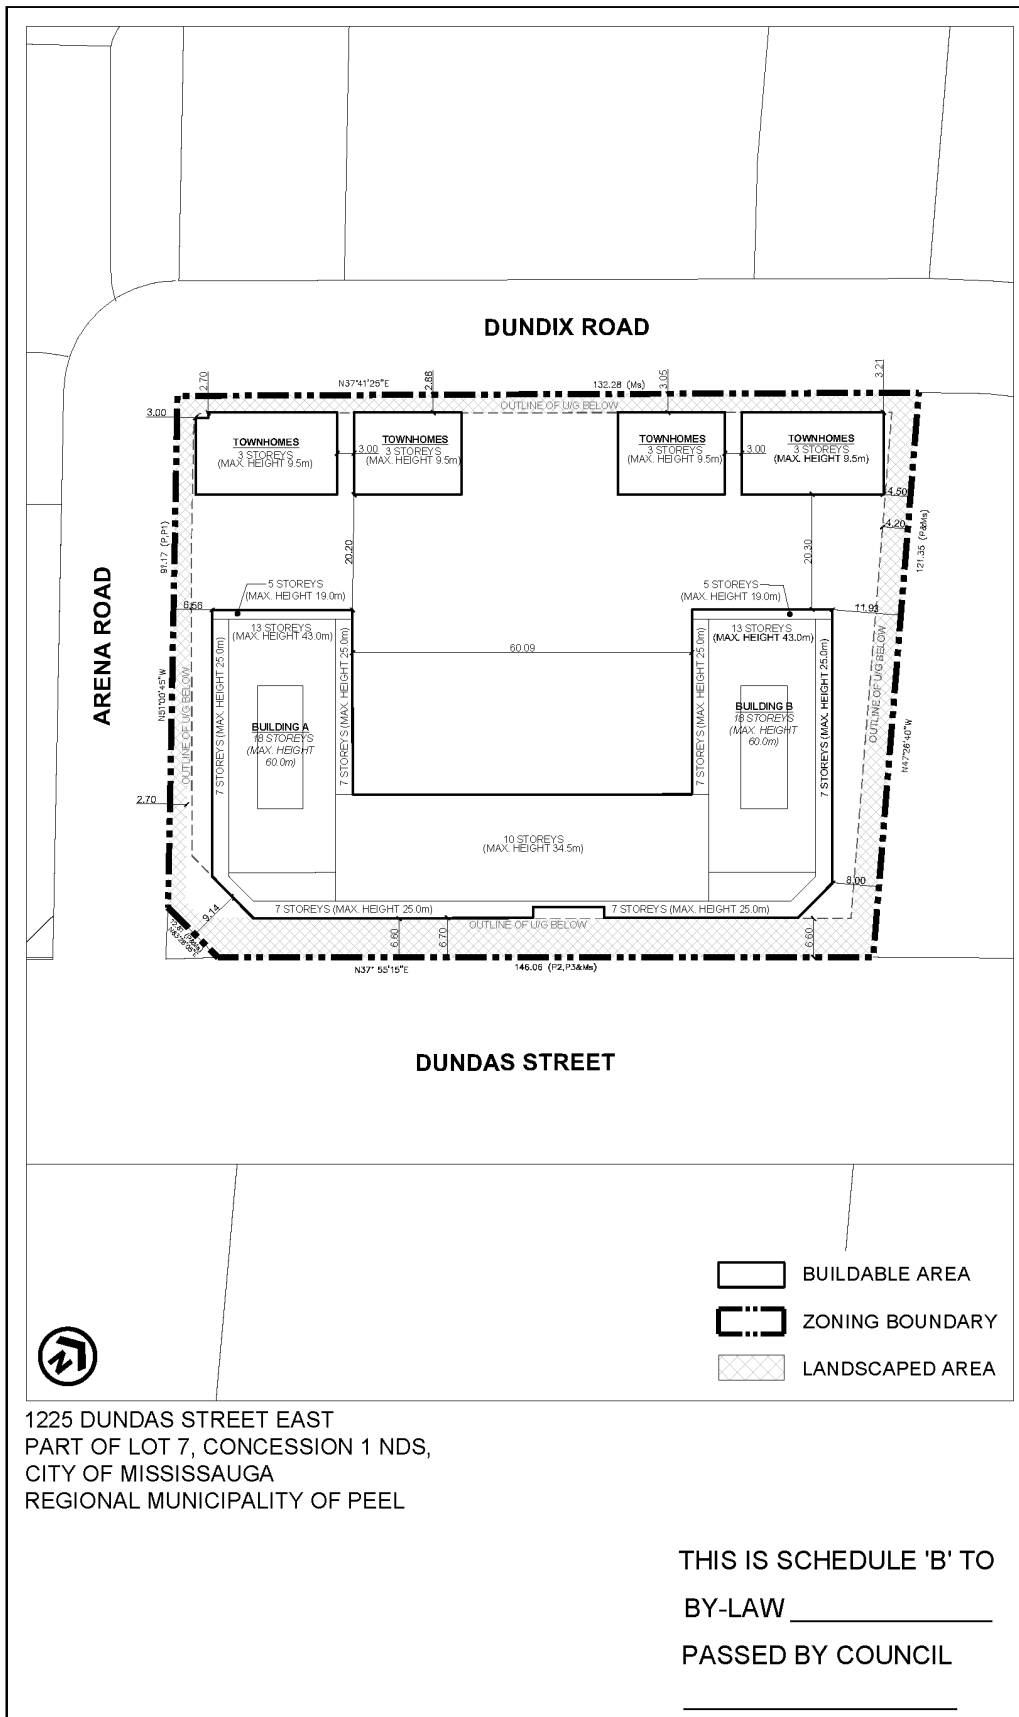 DUNDIX ROAD
2.70
N37°41'25"E
2.88
132.28 (Ms)
3.05
3.21
3.00
OUTLINE OF U/G BELOW
TOWNHOMES
3 STOREYS
(MAX. HEIGHT 9.5m)
3.00
TOWNHOMES
3 STOREYS
(MAX. HEIGHT 9.5m)
TOWNHOMES
3 STOREYS
(MAX. HEIGHT 9.5m)
3.00
TOWNHOMES
3 STOREYS
(MAX. HEIGHT 9.5m)
4.50
4.20
91.17 (P,P1)
20.20
20.30
121.35 (P&Ms)
ARENA ROAD
5 STOREYS
(MAX. HEIGHT 19.0m)
5 STOREYS
(MAX. HEIGHT 19.0m)
6.56
11.93
13 STOREYS
(MAX. HEIGHT 43.0m)
13 STOREYS
(MAX. HEIGHT 43.0m)
60.09
N51°00'45"W
OUTLINE OF U/G BELOW
7 STOREYS (MAX. HEIGHT 25.0m)
7 STOREYS (MAX. HEIGHT 25.0m)
7 STOREYS (MAX. HEIGHT 25.0m)
7 STOREYS (MAX. HEIGHT 25.0m)
OUTLINE OF U/G BELOW
N47°26'40"W
BUILDING A
18 STOREYS
(MAX. HEIGHT
60.0m)
BUILDING B
18 STOREYS
(MAX. HEIGHT
60.0m)
2.70
10 STOREYS
(MAX. HEIGHT 34.5m)
8.00
9.14
7 STOREYS (MAX. HEIGHT 25.0m)
7 STOREYS (MAX. HEIGHT 25.0m)
OUTLINE OF U/G BELOW
6.60
6.70
6.60
N37° 55'15"E
146.06 (P2,P3&Ms)
DUNDAS STREET
BUILDABLE AREA
ZONING BOUNDARY
LANDSCAPED AREA
N
1225 DUNDAS STREET EAST
PART OF LOT 7, CONCESSION 1 NDS,
CITY OF MISSISSAUGA
REGIONAL MUNICIPALITY OF PEEL
THIS IS SCHEDULE 'B' TO
BY-LAW
PASSED BY COUNCIL